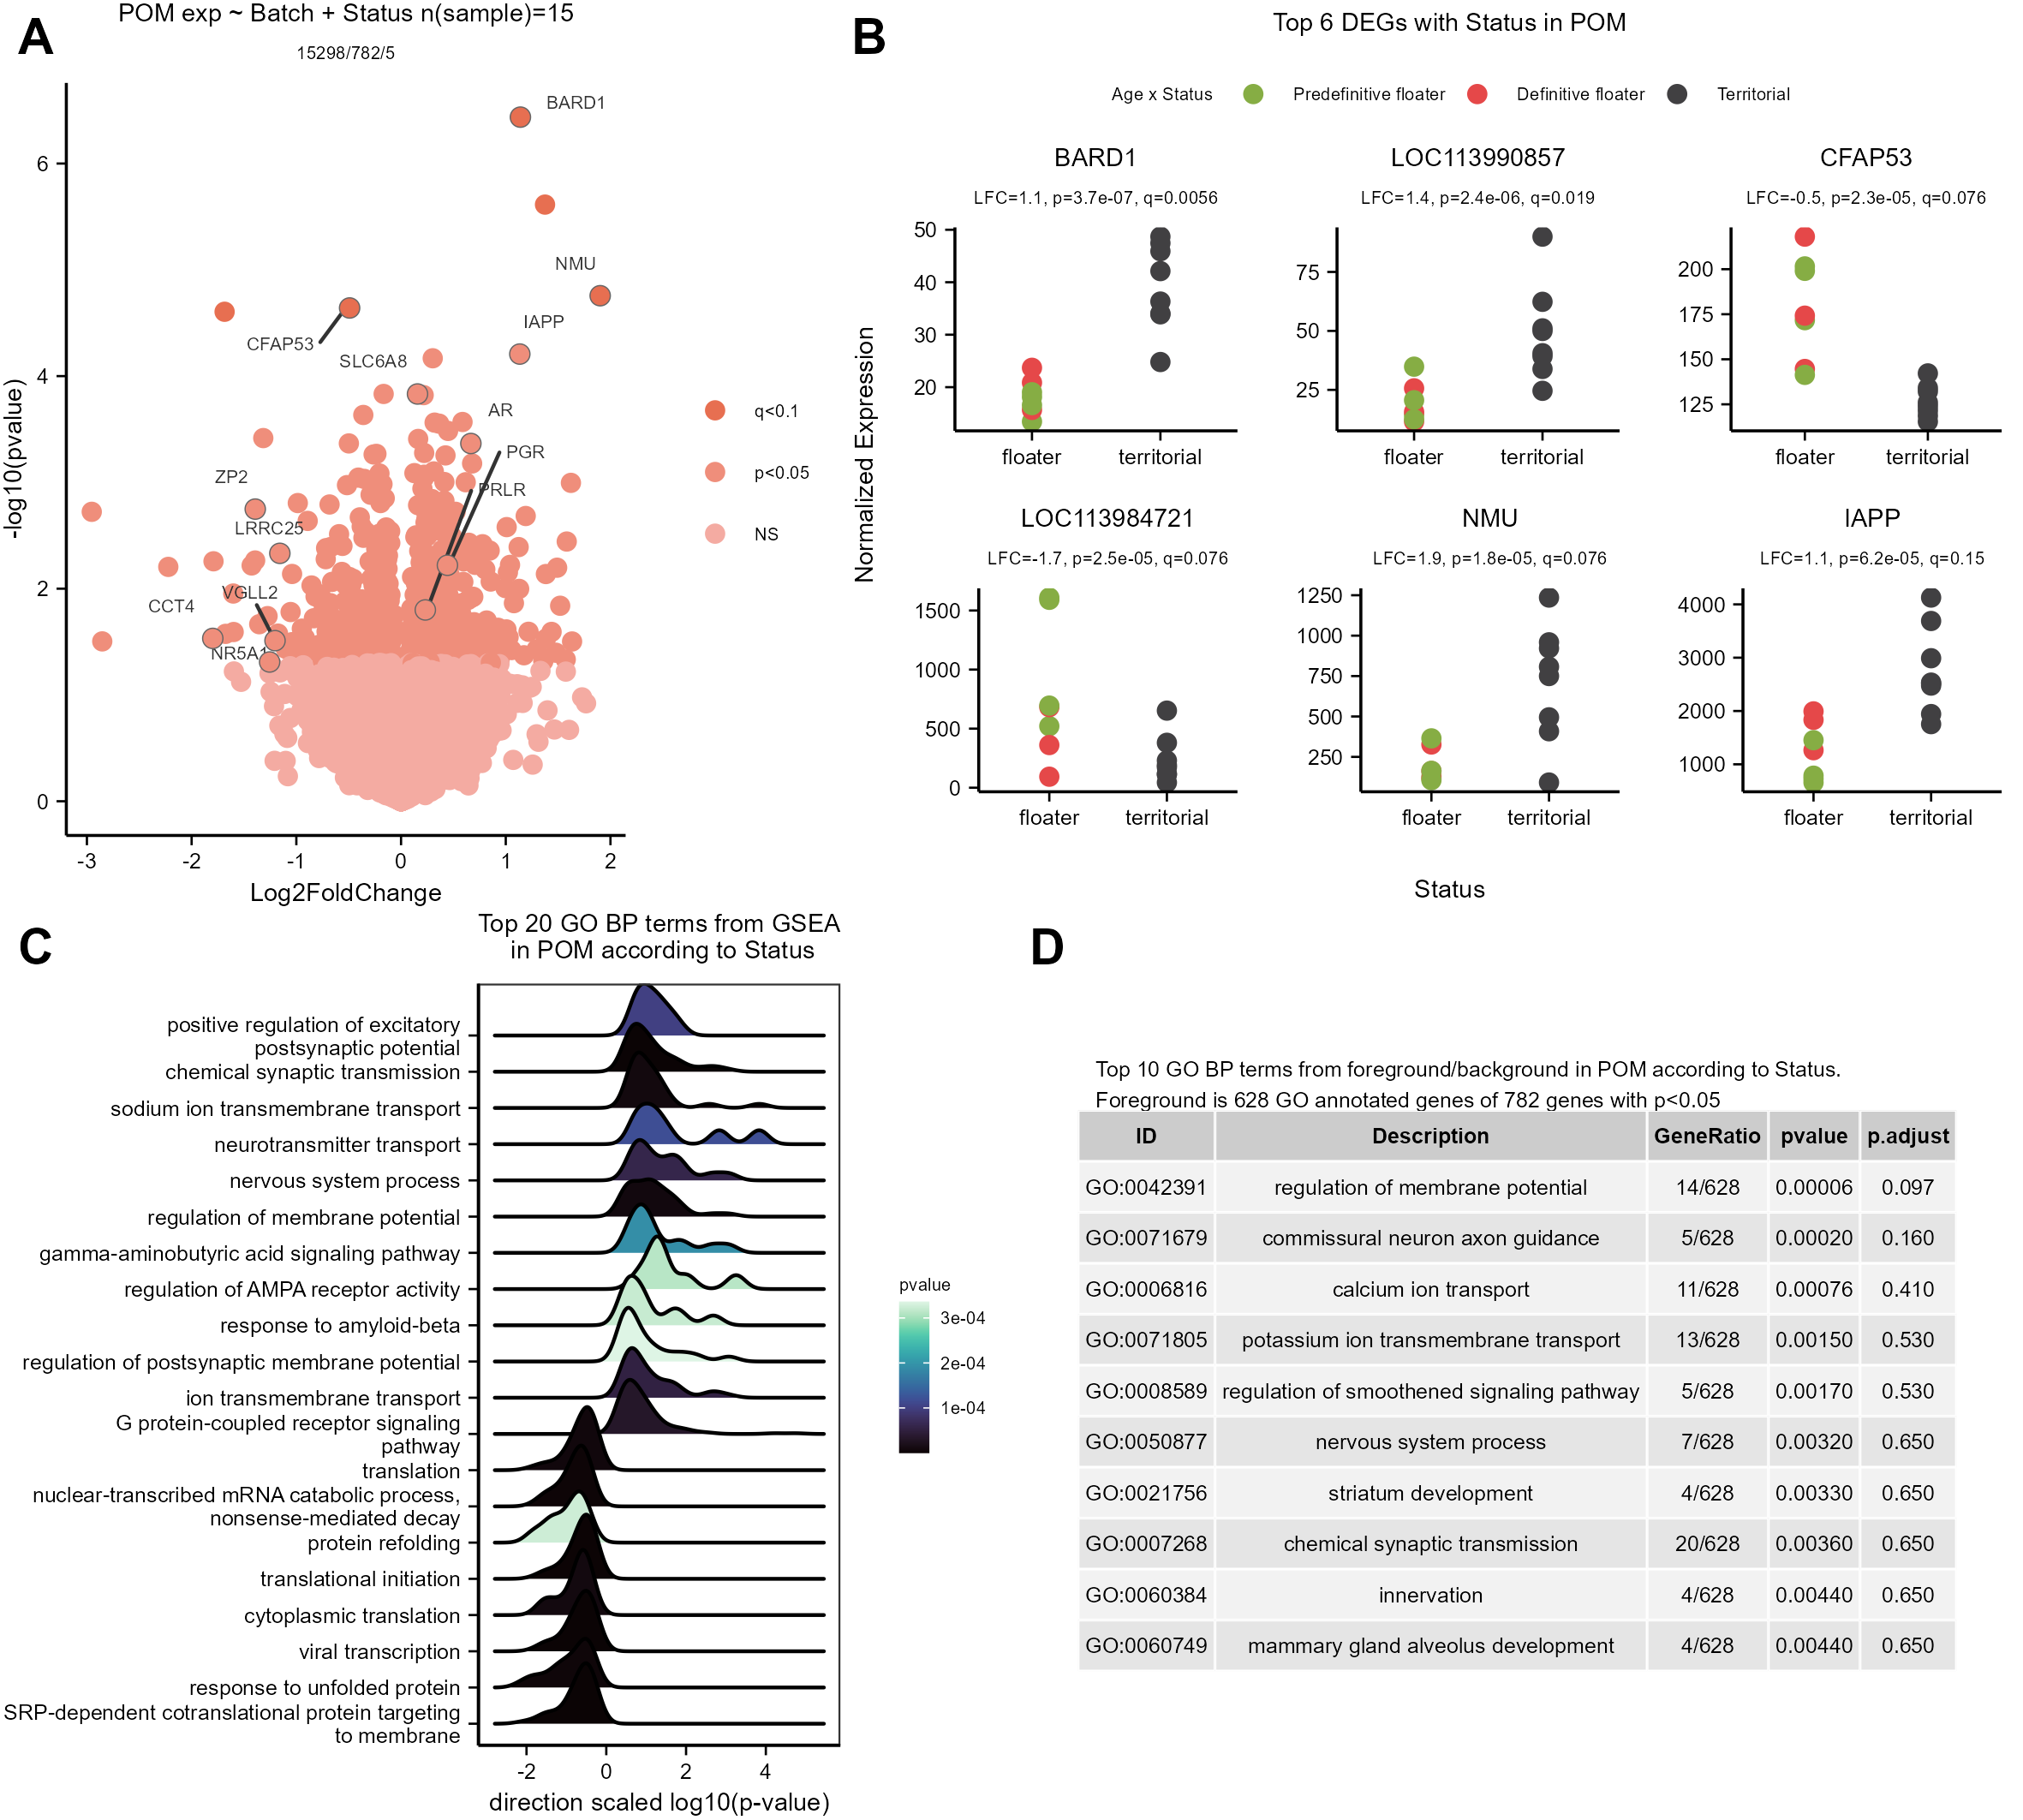 A
POM exp ~ Batch + Status n(sample)=15
15298/782/5
-log10(pvalue)
6
4
2
0
BARD1
NMU
IAPP
CFAP53
SLC6A8
AR
PGR
PRLR
ZP2
LRRC25
VGLL2
CCT4
NR5A1
q<0.1
p<0.05
NS
-3
-2
-1
0
1
2
Log2FoldChange
B
Top 6 DEGs with Status in POM
Age x Status
Predefinitive floater
Definitive floater
Territorial
Normalized Expression
BARD1
LFC=1.1, p=3.7e-07, q=0.0056
50
40
30
20
floater
territorial
LOC113990857
LFC=1.4, p=2.4e-06, q=0.019
75
50
25
floater
territorial
CFAP53
LFC=-0.5, p=2.3e-05, q=0.076
200
175
150
125
floater
territorial
LOC113984721
LFC=-1.7, p=2.5e-05, q=0.076
1500
1000
500
0
floater
territorial
NMU
LFC=1.9, p=1.8e-05, q=0.076
1250
1000
750
500
250
floater
territorial
IAPP
LFC=1.1, p=6.2e-05, q=0.15
4000
3000
2000
1000
floater
territorial
Status
C
Top 20 GO BP terms from GSEA
in POM according to Status
positive regulation of excitatory
postsynaptic potential
chemical synaptic transmission
sodium ion transmembrane transport
neurotransmitter transport
nervous system process
regulation of membrane potential
gamma-aminobutyric acid signaling pathway
regulation of AMPA receptor activity
response to amyloid-beta
regulation of postsynaptic membrane potential
ion transmembrane transport
G protein-coupled receptor signaling
pathway
translation
nuclear-transcribed mRNA catabolic process,
nonsense-mediated decay
protein refolding
translational initiation
cytoplasmic translation
viral transcription
response to unfolded protein
SRP-dependent cotranslational protein targeting
to membrane
-2
0
2
4
direction scaled log10(p-value)
pvalue
3e-04
2e-04
1e-04
D
Top 10 GO BP terms from foreground/background in POM according to Status.
Foreground is 628 GO annotated genes of 782 genes with p<0.05
ID Description GeneRatio pvalue p.adjust
GO:0042391 regulation of membrane potential 14/628 0.00006 0.097
GO:0071679 commissural neuron axon guidance 5/628 0.00020 0.160
GO:0006816 calcium ion transport 11/628 0.00076 0.410
GO:0071805 potassium ion transmembrane transport 13/628 0.00150 0.530
GO:0008589 regulation of smoothened signaling pathway 5/628 0.00170 0.530
GO:0050877 nervous system process 7/628 0.00320 0.650
GO:0021756 striatum development 4/628 0.00330 0.650
GO:0007268 chemical synaptic transmission 20/628 0.00360 0.650
GO:0060384 innervation 4/628 0.00440 0.650
GO:0060749 mammary gland alveolus development 4/628 0.00440 0.650